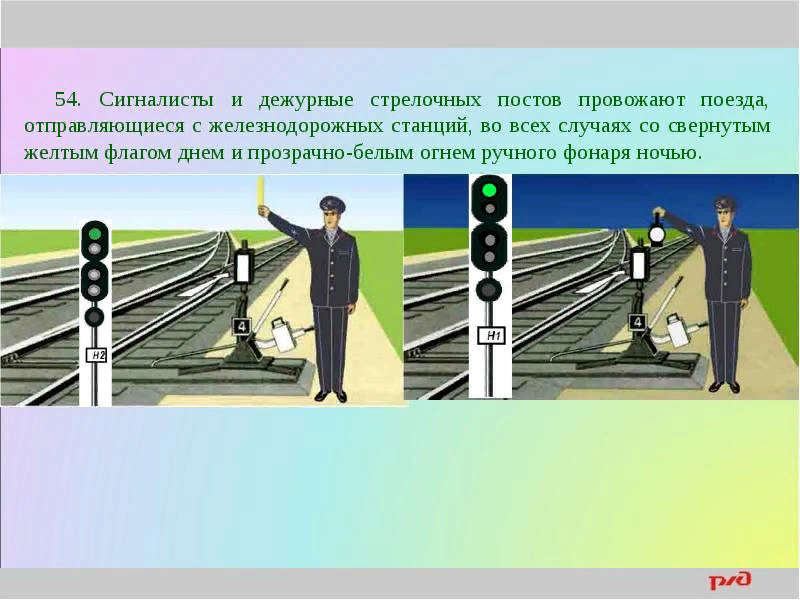 54. Сигналисты и дежурные стрелочных постов провожают поезда,
отправляющиеся с железнодорожных станций, во всех случаях со свернутым
желтым флагом днем и прозрачно-белым огнем ручного фонаря ночью.
4
Н2
4
Н1
ржд